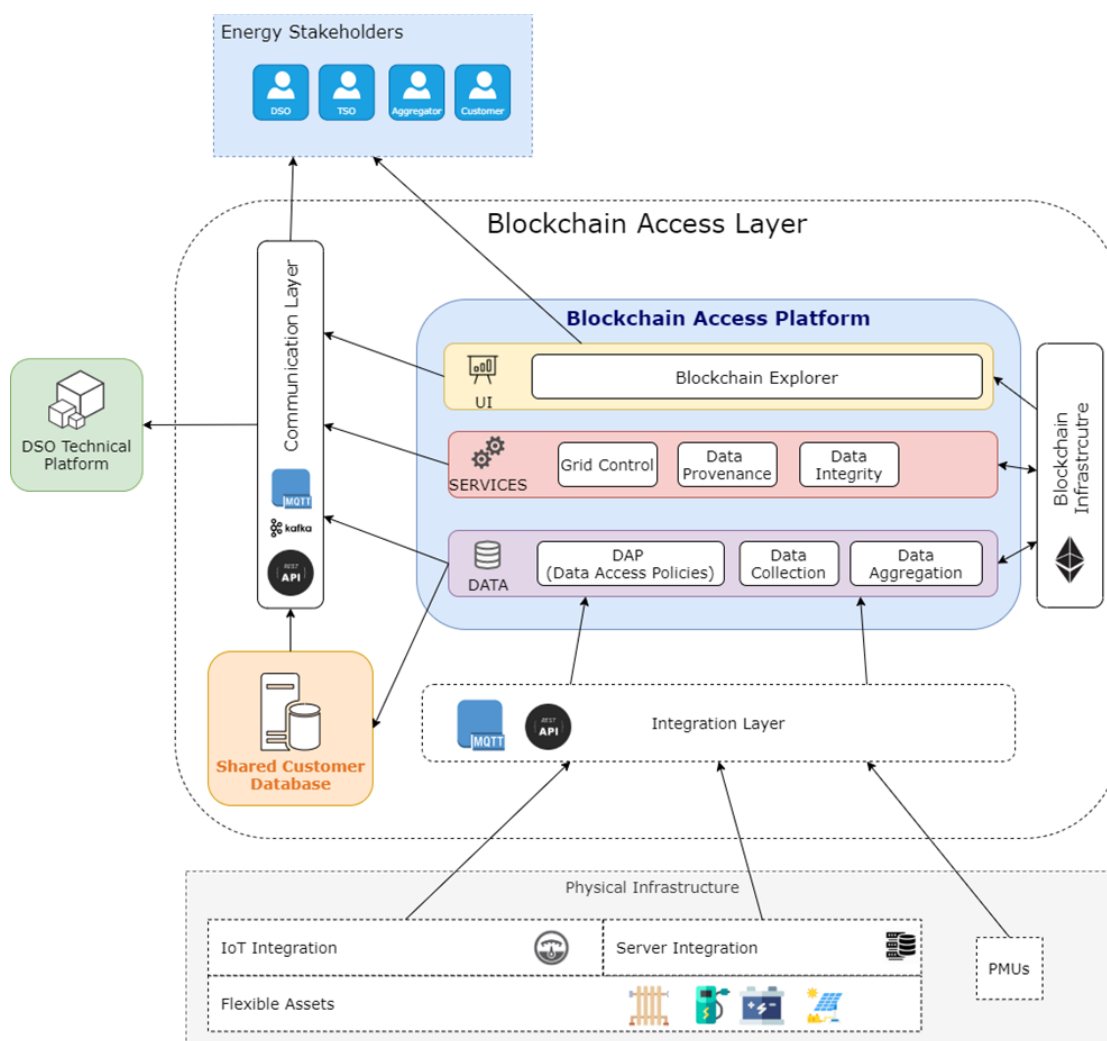 Energy Stakeholders
DSO
TSO
Aggregator
Customer
Blockchain Access Layer
Communication Layer
MQTT
kafka
REST
API
Blockchain Access Platform
UI
Blockchain Explorer
SERVICES
Grid Control
Data
Provenance
Data
Integrity
DATA
DAP
(Data Access Policies)
Data
Collection
Data
Aggregation
Blockchain
Infrastrcutre
DSO Technical
Platform
Shared Customer
Database
MQTT
REST
API
Integration Layer
Physical Infrastructure
IoT Integration
Server Integration
PMUs
Flexible Assets